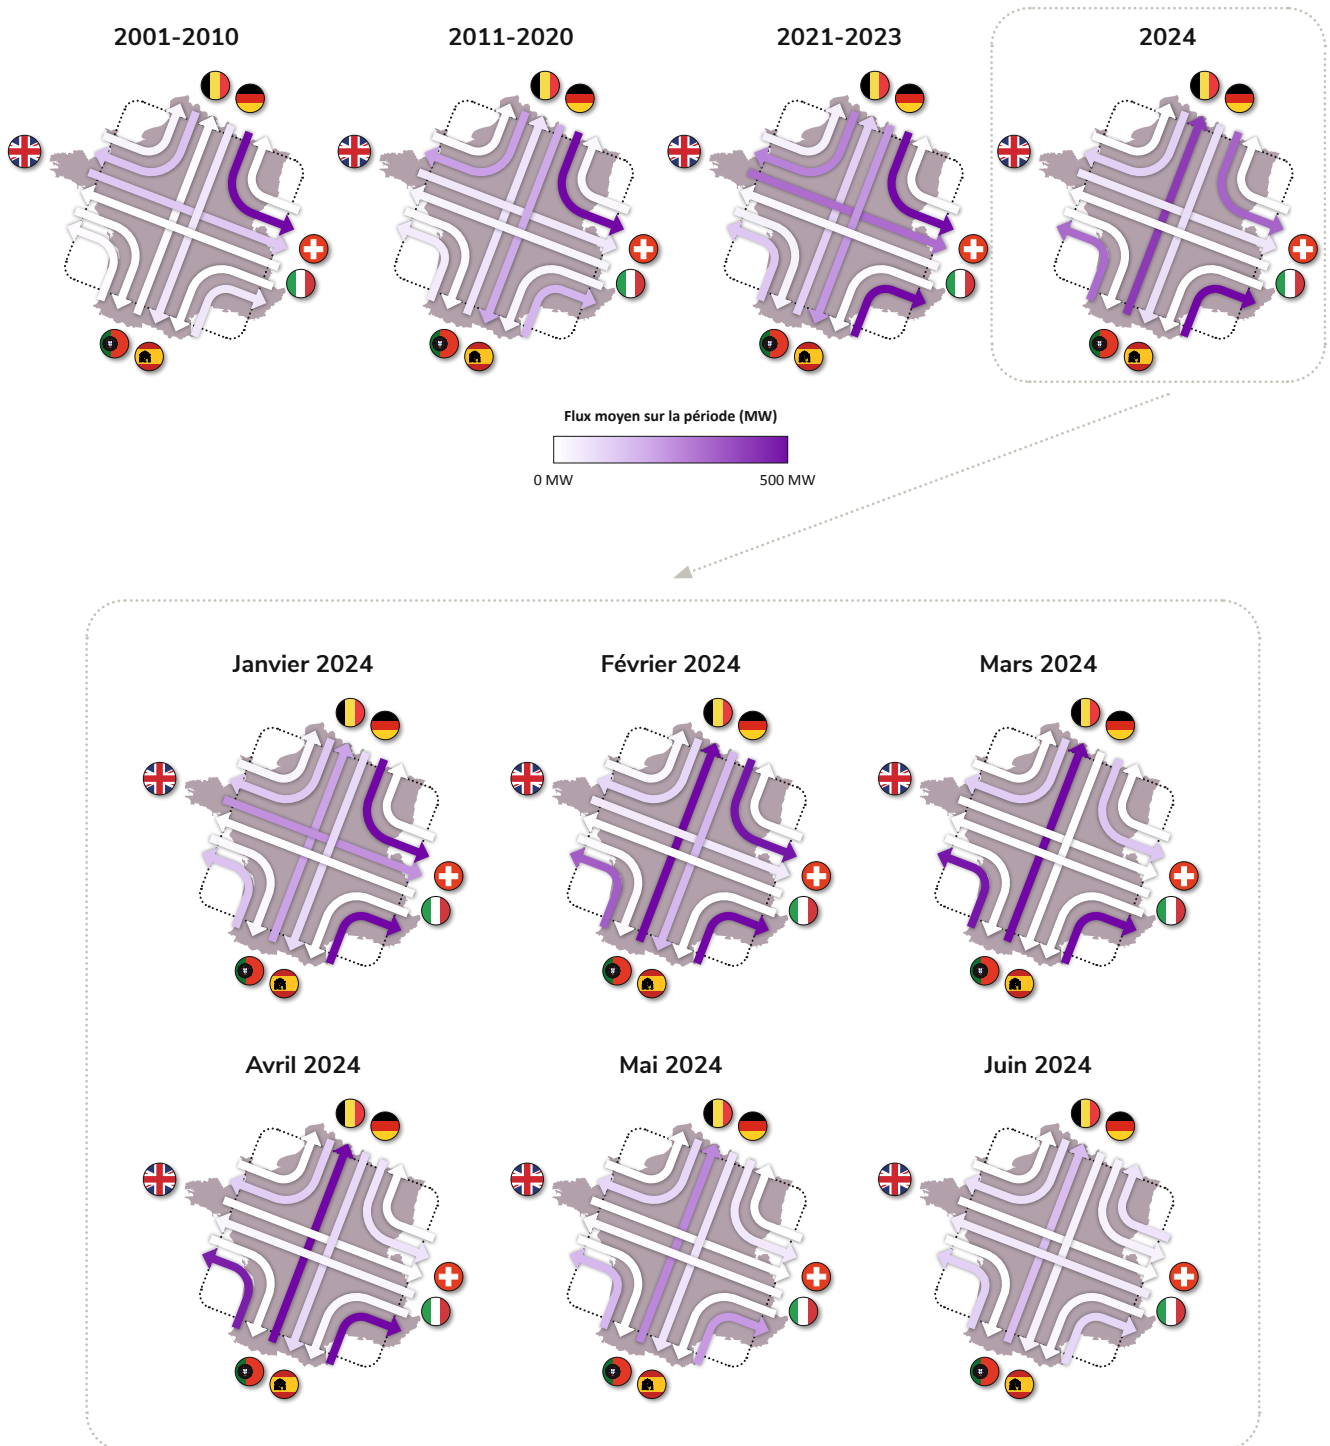 2001-2010
2011-2020
2021-2023
2024
Flux moyen sur la période (MW)
0 MW
500 MW
Janvier 2024
Février 2024
Mars 2024
Avril 2024
Mai 2024
Juin 2024